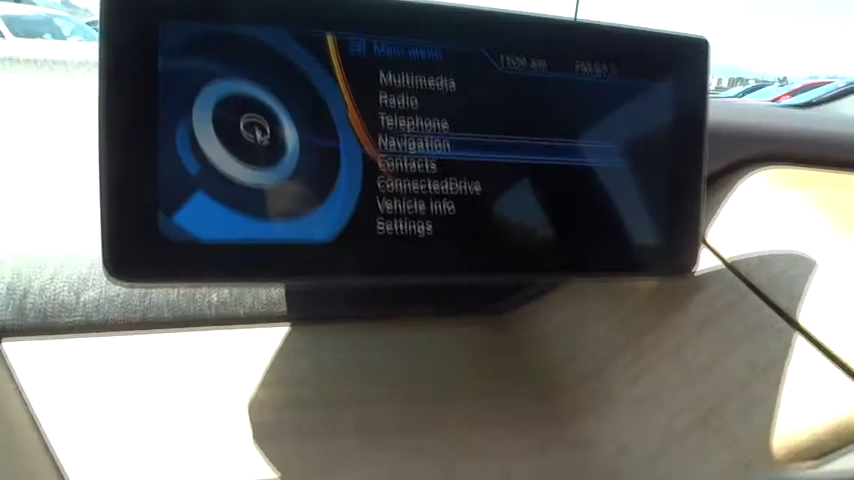 Main menu
Multimedia
Radio
Telephone
Navigation
Contacts
ConnectedDrive
Vehicle info
Settings